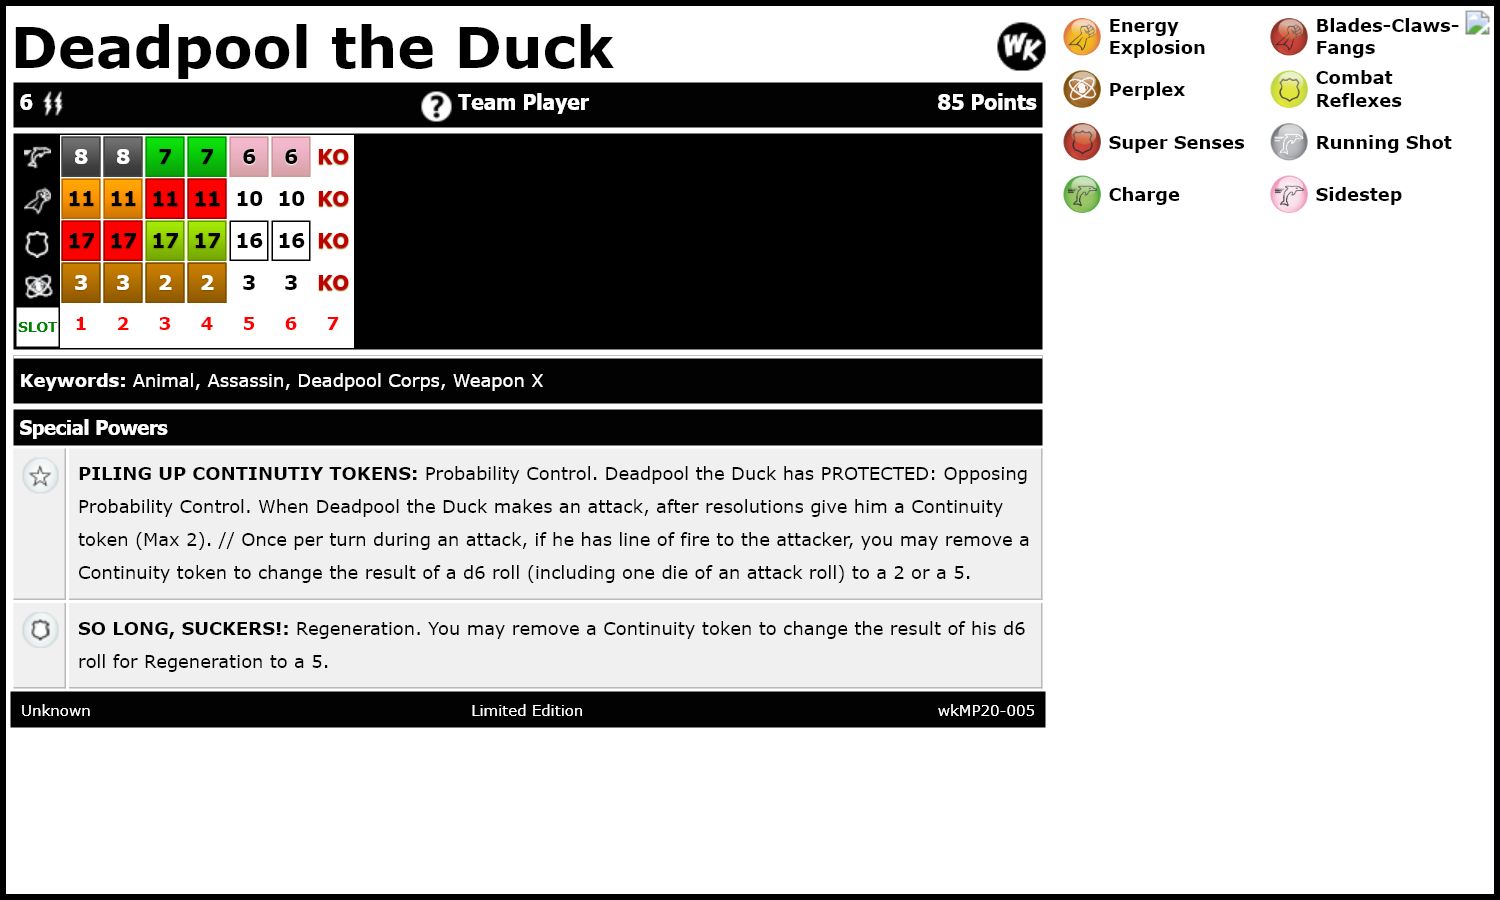 Deadpool the Duck
WK
6
? Team Player
85 Points
8 8 7 7 6 6 KO
11 11 11 11 10 10 KO
17 17 17 17 16 16 KO
3 3 2 2 3 3 KO
SLOT 1 2 3 4 5 6 7
Keywords: Animal, Assassin, Deadpool Corps, Weapon X
Special Powers
PILING UP CONTINUTIY TOKENS: Probability Control. Deadpool the Duck has PROTECTED: Opposing
Probability Control. When Deadpool the Duck makes an attack, after resolutions give him a Continuity
token (Max 2). // Once per turn during an attack, if he has line of fire to the attacker, you may remove a
Continuity token to change the result of a d6 roll (including one die of an attack roll) to a 2 or a 5.
SO LONG, SUCKERS!: Regeneration. You may remove a Continuity token to change the result of his d6
roll for Regeneration to a 5.
Unknown
Limited Edition
wkMP20-005
Energy
Explosion
Blades-Claws-
Fangs
Perplex
Combat
Reflexes
Super Senses
Running Shot
Charge
Sidestep